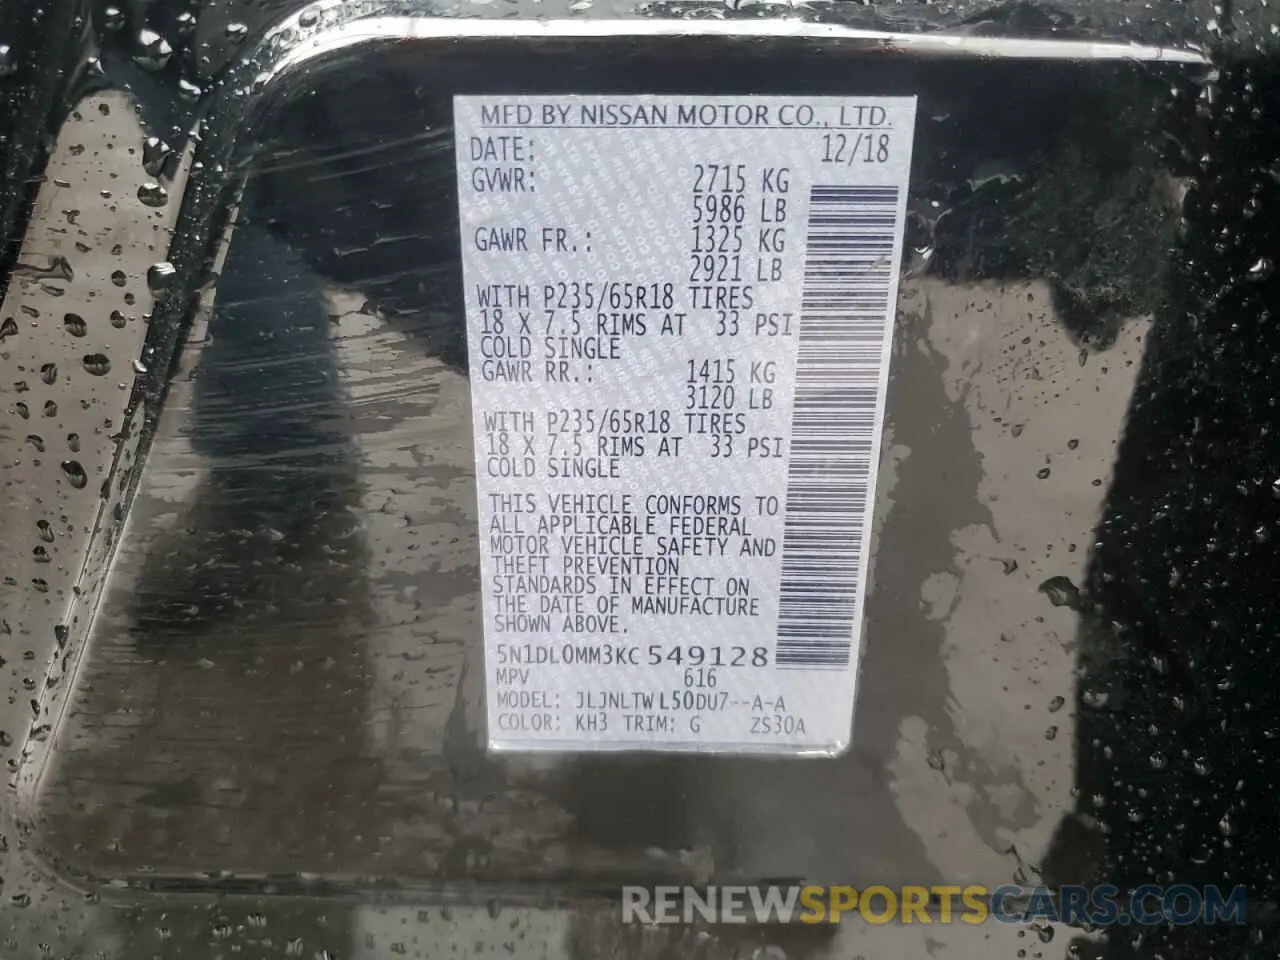 MFD BY NISSAN MOTOR CO., LTD.
DATE: 12/18
GVWR: 2715 KG
5986 LB
GAWR FR.: 1325 KG
2921 LB
WITH P235/65R18 TIRES
18 X 7.5 RIMS AT 33 PSI
COLD SINGLE
GAWR RR.: 1415 KG
3120 LB
WITH P235/65R18 TIRES
18 X 7.5 RIMS AT 33 PSI
COLD SINGLE
THIS VEHICLE CONFORMS TO
ALL APPLICABLE FEDERAL
MOTOR VEHICLE SAFETY AND
THEFT PREVENTION
STANDARDS IN EFFECT ON
THE DATE OF MANUFACTURE
SHOWN ABOVE.
5N1DL0MM3KC549128
MPV 616
MODEL: JLJNLTWL50DU7--A-A
COLOR: KH3 TRIM: G ZS30A
RENEWSPORTSCARS.COM